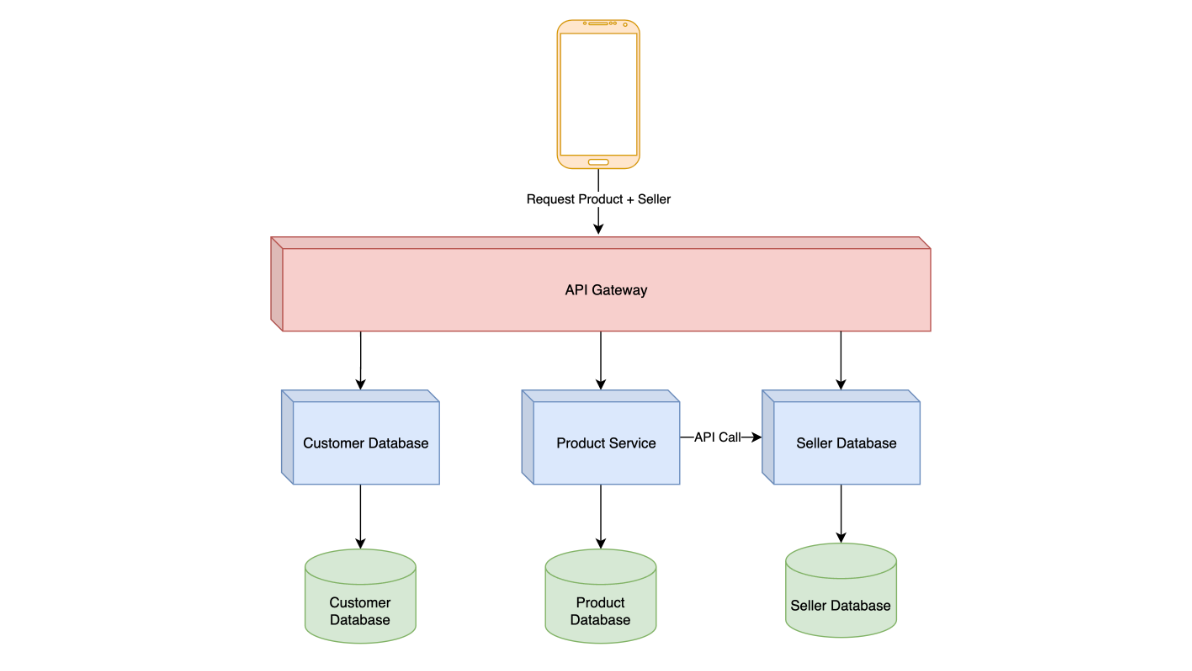 Request Product + Seller
API Gateway
Customer Database
Product Service
API Call
Seller Database
Customer
Database
Product
Database
Seller Database